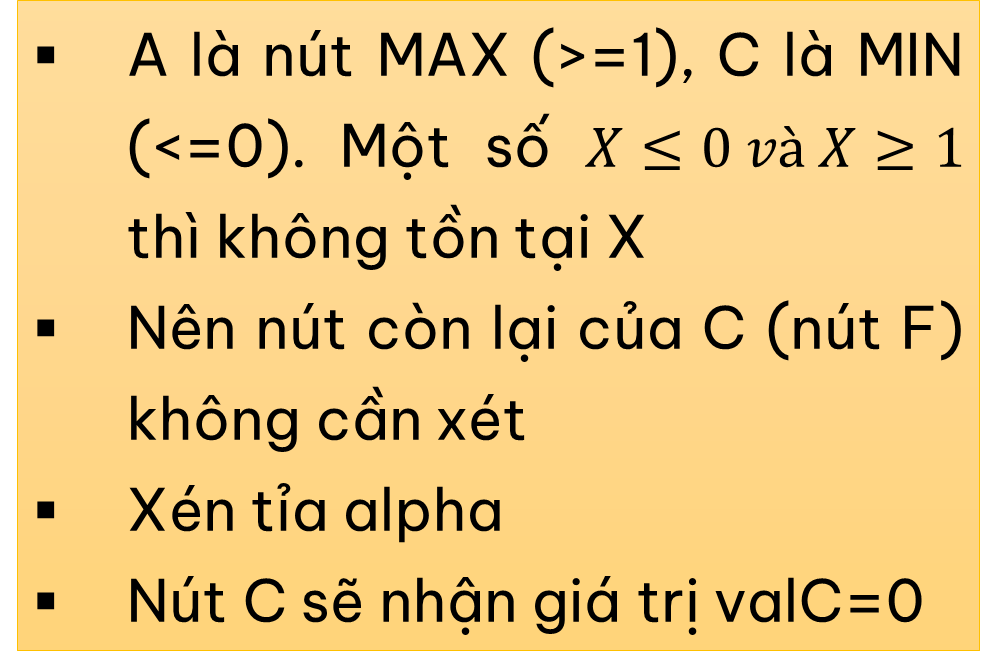 ▪ A là nút MAX (>=1), C là MIN
(<=0). Một số X ≤ 0 và X ≥ 1
thì không tồn tại X
▪ Nên nút còn lại của C (nút F)
không cần xét
▪ Xén tỉa alpha
▪ Nút C sẽ nhận giá trị valC=0